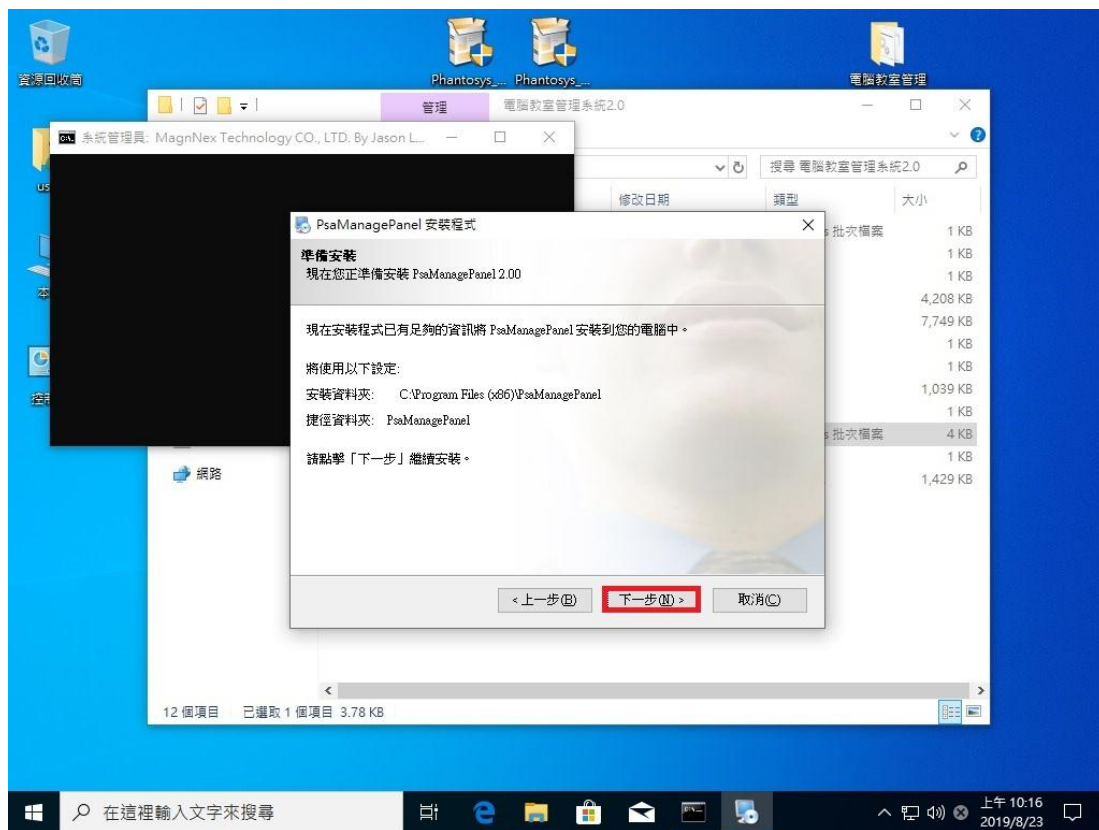 資源回收筒
Phantosys_...
Phantosys_...
電腦教室管理
管理
電腦教室管理系統2.0
系統管理員: MagnNex Technology CO., LTD. By Jason L...
搜尋 電腦教室管理系統2.0
us
修改日期
類型
大小
PsaManagePanel 安裝程式
s 批次檔案
1 KB
準備安裝
現在您正準備安裝 PsaManagePanel 2.00
1 KB
1 KB
本
4,208 KB
現在安裝程式已有足夠的資訊將 PsaManagePanel 安裝到您的電腦中。
7,749 KB
1 KB
將使用以下設定:
1 KB
安裝資料夾: C:\Program Files (x86)\PsaManagePanel
1,039 KB
控
1 KB
捷徑資料夾: PsaManagePanel
s 批次檔案
4 KB
請點擊「下一步」繼續安裝。
1 KB
網路
1,429 KB
<上一步(B)
下一步(N) >
取消(C)
12 個項目
已選取 1 個項目 3.78 KB
在這裡輸入文字來搜尋
上午 10:16
2019/8/23